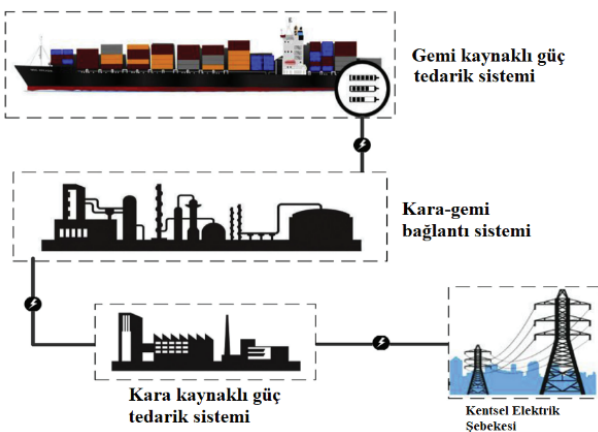 Gemi kaynaklı güç
tedarik sistemi
Kara-gemi
bağlantı sistemi
Kara kaynaklı güç
tedarik sistemi
Kentsel Elektrik
Şebekesi